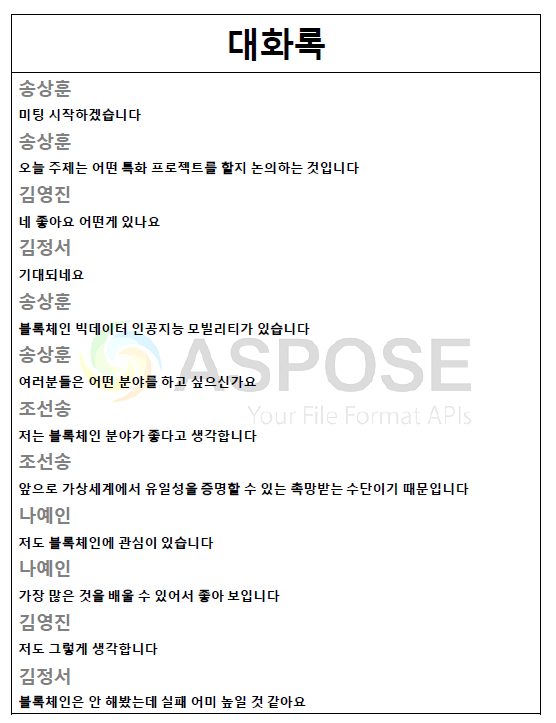 대화록
송상훈
미팅 시작하겠습니다
송상훈
오늘 주제는 어떤 특화 프로젝트를 할지 논의하는 것입니다
김영진
네 좋아요 어떤게 있나요
김정서
기대되네요
송상훈
블록체인 빅데이터 인공지능 모빌리티가 있습니다
송상훈
여러분들은 어떤 분야를 하고 싶으신가요
조선송
저는 블록체인 분야가 좋다고 생각합니다
조선송
앞으로 가상세계에서 유일성을 증명할 수 있는 촉망받는 수단이기 때문입니다
나예인
저도 블록체인에 관심이 있습니다
나예인
가장 많은 것을 배울 수 있어서 좋아 보입니다
김영진
저도 그렇게 생각합니다
김정서
블록체인은 안 해봤는데 실패 어미 높일 것 같아요
ASPOSE
Your File Format APIs